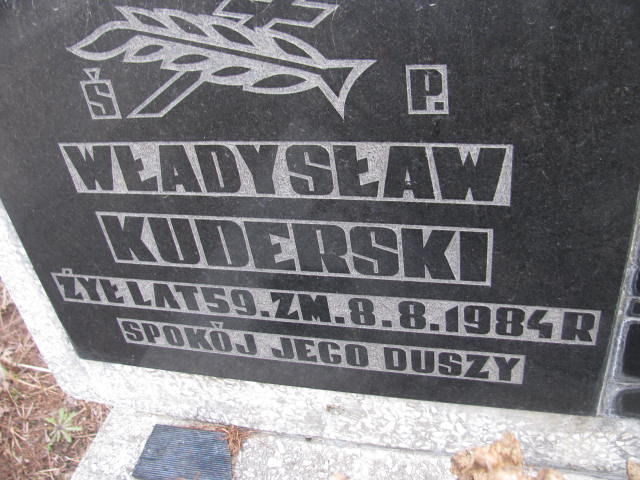 Ś P.
WŁADYSŁAW
KUDERSKI
ŻYŁ LAT 59. ZM. 8.8.1984 R
SPOKÓJ JEGO DUSZY